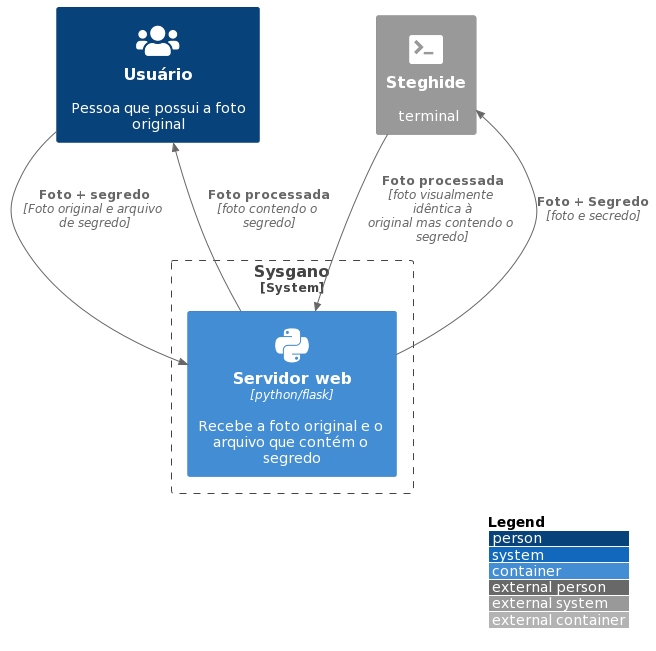 Usuário
Pessoa que possui a foto
original
Steghide
terminal
Foto + segredo
[Foto original e arquivo
de segredo]
Foto processada
[foto contendo o
segredo]
Foto processada
[foto visualmente
idêntica à
original mas contendo o
segredo]
Foto + Segredo
[foto e secredo]
Sysgano
[System]
Servidor web
[python/flask]
Recebe a foto original e o
arquivo que contém o
segredo
Legend
person
system
container
external person
external system
external container